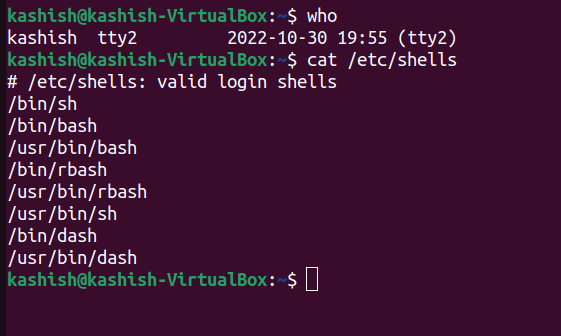 kashish@kashish-VirtualBox:~$ who
kashish  tty2         2022-10-30 19:55 (tty2)
kashish@kashish-VirtualBox:~$ cat /etc/shells
# /etc/shells: valid login shells
/bin/sh
/bin/bash
/usr/bin/bash
/bin/rbash
/usr/bin/rbash
/usr/bin/sh
/bin/dash
/usr/bin/dash
kashish@kashish-VirtualBox:~$